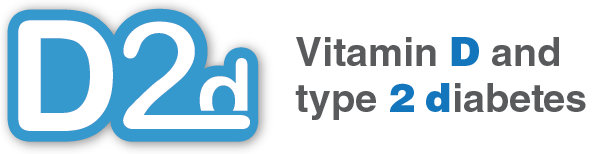 D2d
Vitamin D and
type 2 diabetes